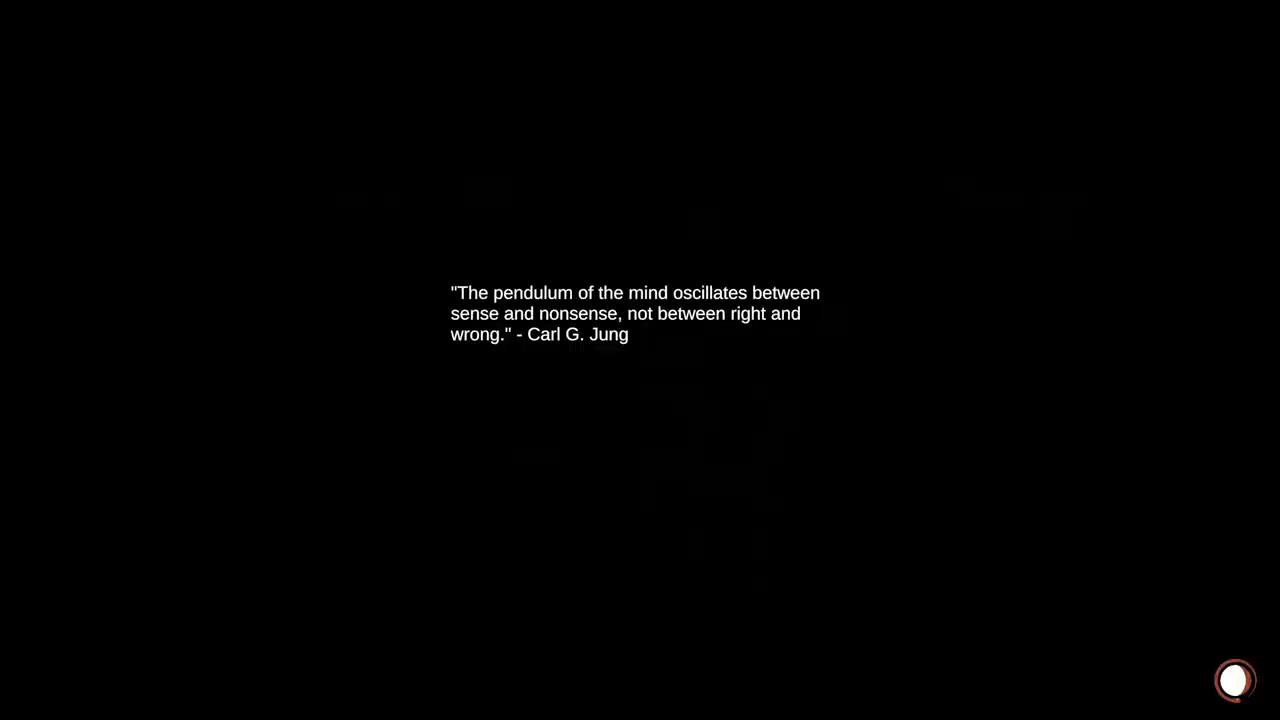 "The pendulum of the mind oscillates between
sense and nonsense, not between right and
wrong." - Carl G. Jung